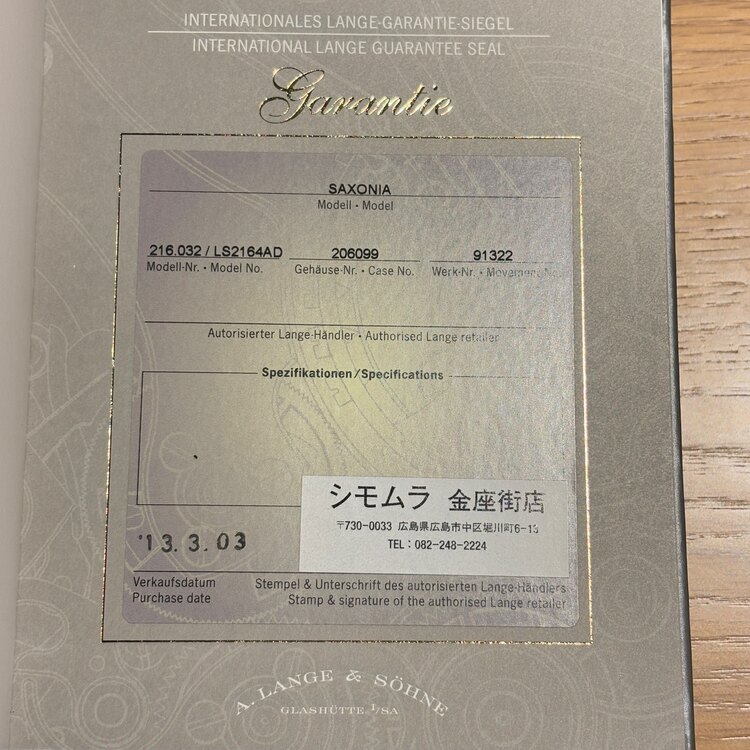 INTERNATIONALES LANGE-GARANTIE-SIEGEL
INTERNATIONAL LANGE GUARANTEE SEAL
Garantie
SAXONIA
Modell • Model
216.032 / LS2164AD 206099 91322
Modell-Nr. • Model No. Gehäuse-Nr. • Case No. Werk-Nr. • Movement No.
Autorisierter Lange-Händler • Authorised Lange retailer
Spezifikationen/Specifications
シモムラ 金座街店
〒730-0033 広島県広島市中区堀川町6-13
TEL：082-248-2224
'13. 3. 03
Verkaufsdatum Stempel & Unterschrift des autorisierten Lange-Händlers
Purchase date Stamp & signature of the authorised Lange retailer
A. LANGE & SÖHNE
GLASHÜTTE I/SA